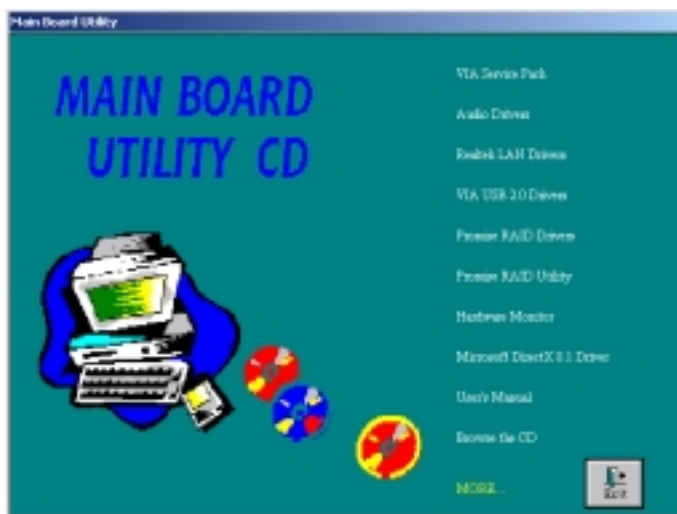 Main Board Utility
MAIN BOARD
UTILITY CD
VIA Service Pack
Audio Drivers
Realtek LAN Drivers
VIA USB 2.0 Drivers
Promise RAID Drivers
Promise RAID Utility
Hardware Monitor
Microsoft DirectX 8.1 Driver
User's Manual
Browse the CD
MORE...
Exit